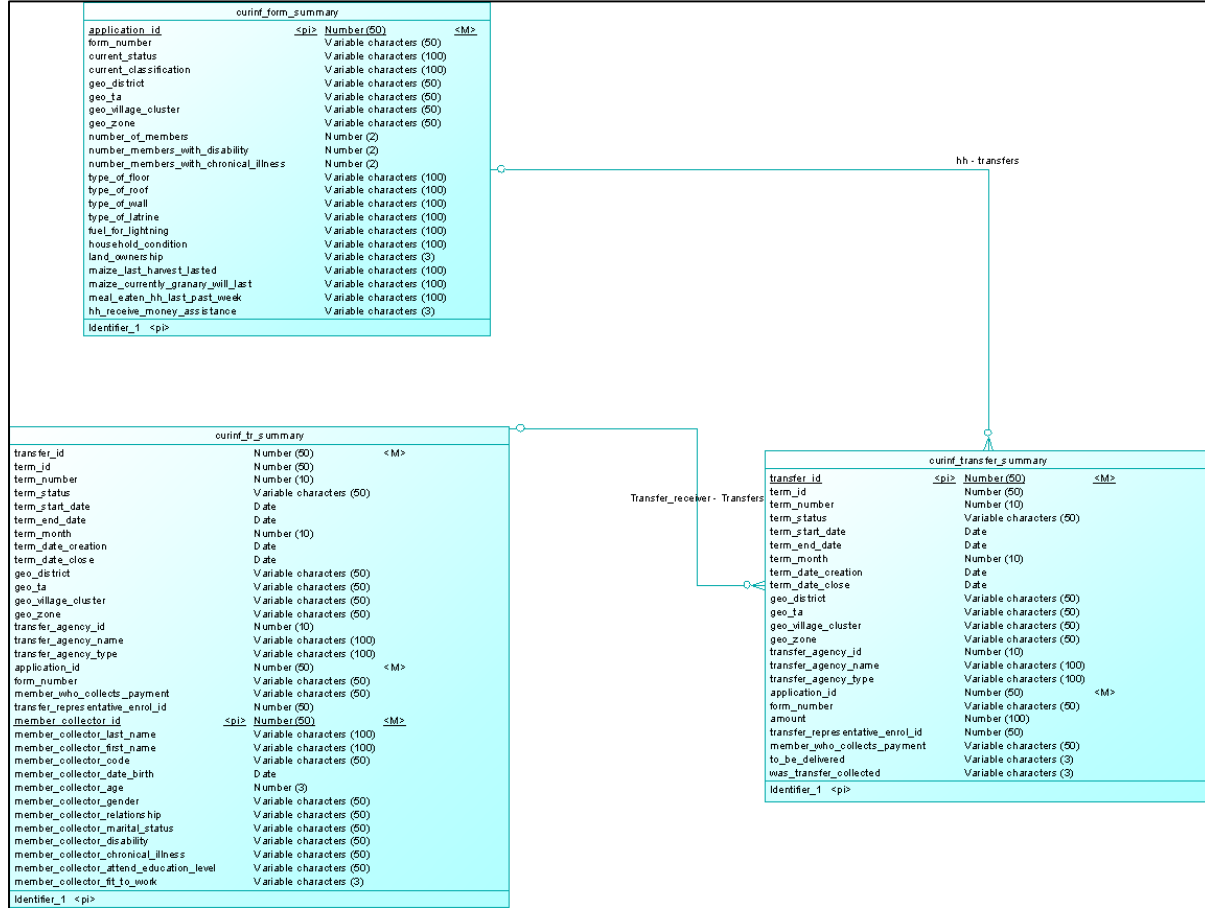 curinf_form_summary
application_id <pi> Number (50) <M>
form_number Variable characters (50)
current_status Variable characters (100)
current_classification Variable characters (100)
geo_district Variable characters (50)
geo_ta Variable characters (50)
geo_village_cluster Variable characters (50)
geo_zone Variable characters (50)
number_of_members Number (2)
number_members_with_disability Number (2)
number_members_with_chronical_illness Number (2)
type_of_floor Variable characters (100)
type_of_roof Variable characters (100)
type_of_wall Variable characters (100)
type_of_latrine Variable characters (100)
fuel_for_lightning Variable characters (100)
household_condition Variable characters (100)
land_ownership Variable characters (3)
maize_last_harvest_lasted Variable characters (100)
maize_currently_granary_will_last Variable characters (100)
meal_eaten_hh_last_past_week Variable characters (100)
hh_receive_money_assistance Variable characters (3)
Identifier_1 <pi>
hh - transfers
curinf_tr_summary
transfer_id Number (50) <M>
term_id Number (50)
term_number Number (10)
term_status Variable characters (50)
term_start_date Date
term_end_date Date
term_month Number (10)
term_date_creation Date
term_date_close Date
geo_district Variable characters (50)
geo_ta Variable characters (50)
geo_village_cluster Variable characters (50)
geo_zone Variable characters (50)
transfer_agency_id Number (10)
transfer_agency_name Variable characters (100)
transfer_agency_type Variable characters (100)
application_id Number (50) <M>
form_number Variable characters (50)
member_who_collects_payment Variable characters (50)
transfer_representative_enrol_id Number (50)
member_collector_id <pi> Number (50) <M>
member_collector_last_name Variable characters (100)
member_collector_first_name Variable characters (100)
member_collector_code Variable characters (50)
member_collector_date_birth Date
member_collector_age Number (3)
member_collector_gender Variable characters (50)
member_collector_relationship Variable characters (50)
member_collector_marital_status Variable characters (50)
member_collector_disability Variable characters (50)
member_collector_chronical_illness Variable characters (50)
member_collector_attend_education_level Variable characters (50)
member_collector_fit_to_work Variable characters (3)
Identifier_1 <pi>
Transfer_receiver - Transfers
curinf_transfer_summary
transfer_id <pi> Number (50) <M>
term_id Number (50)
term_number Number (10)
term_status Variable characters (50)
term_start_date Date
term_end_date Date
term_month Number (10)
term_date_creation Date
term_date_close Date
geo_district Variable characters (50)
geo_ta Variable characters (50)
geo_village_cluster Variable characters (50)
geo_zone Variable characters (50)
transfer_agency_id Number (10)
transfer_agency_name Variable characters (100)
transfer_agency_type Variable characters (100)
application_id Number (50) <M>
form_number Variable characters (50)
amount Number (100)
transfer_representative_enrol_id Number (50)
member_who_collects_payment Variable characters (50)
to_be_delivered Variable characters (3)
was_transfer_collected Variable characters (3)
Identifier_1 <pi>